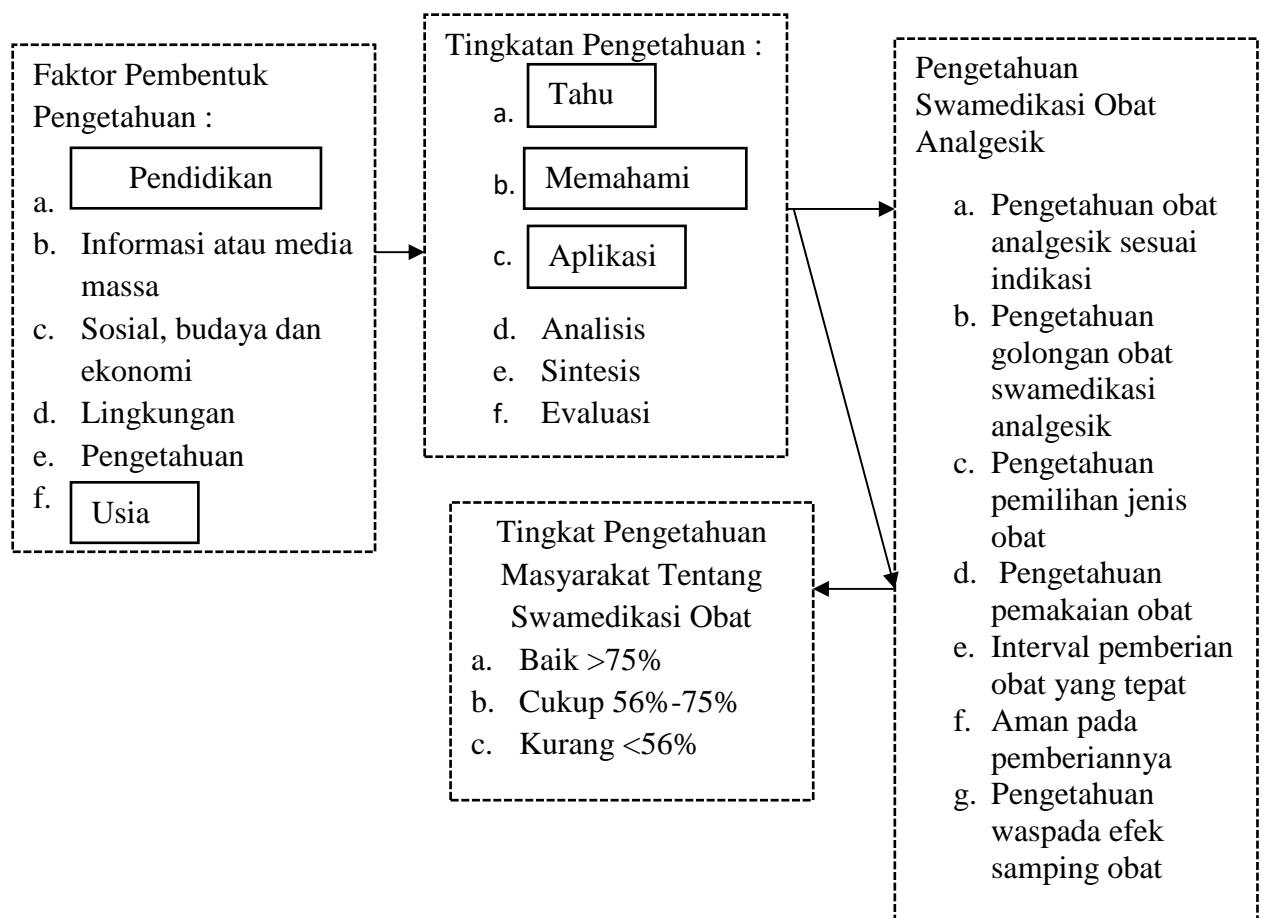 Faktor Pembentuk
Pengetahuan :
a. Pendidikan
b. Informasi atau media
massa
c. Sosial, budaya dan
ekonomi
d. Lingkungan
e. Pengetahuan
f. Usia
Tingkatan Pengetahuan :
a. Tahu
b. Memahami
c. Aplikasi
d. Analisis
e. Sintesis
f. Evaluasi
Pengetahuan
Swamedikasi Obat
Analgesik
a. Pengetahuan obat
analgesik sesuai
indikasi
b. Pengetahuan
golongan obat
swamedikasi
analgesik
c. Pengetahuan
pemilihan jenis
obat
d. Pengetahuan
pemakaian obat
e. Interval pemberian
obat yang tepat
f. Aman pada
pemberiannya
g. Pengetahuan
waspada efek
samping obat
Tingkat Pengetahuan
Masyarakat Tentang
Swamedikasi Obat
a. Baik >75%
b. Cukup 56%-75%
c. Kurang <56%